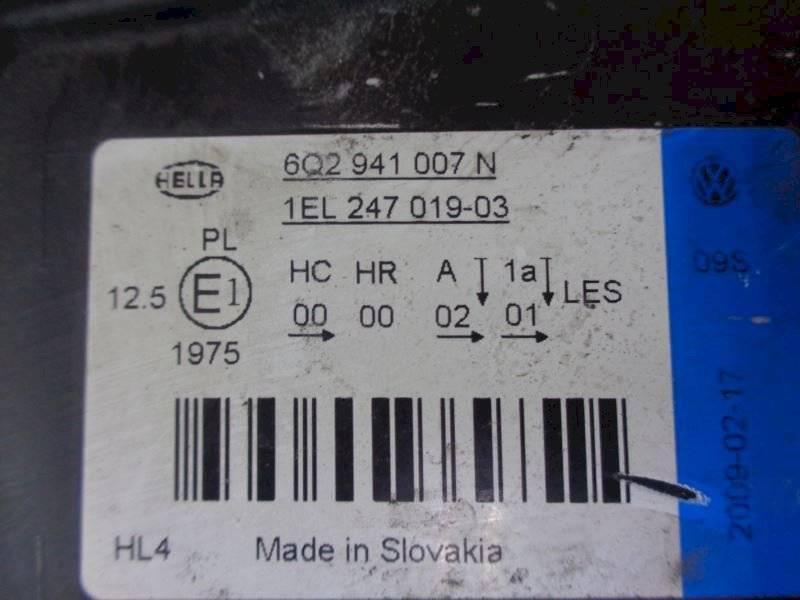 HELLA
6Q2 941 007 N
1EL 247 019-03
PL
12.5 E1
1975
HC HR A 1a
00 00 02 01
LES
HL4 Made in Slovakia
VW
09S
2009-02-17